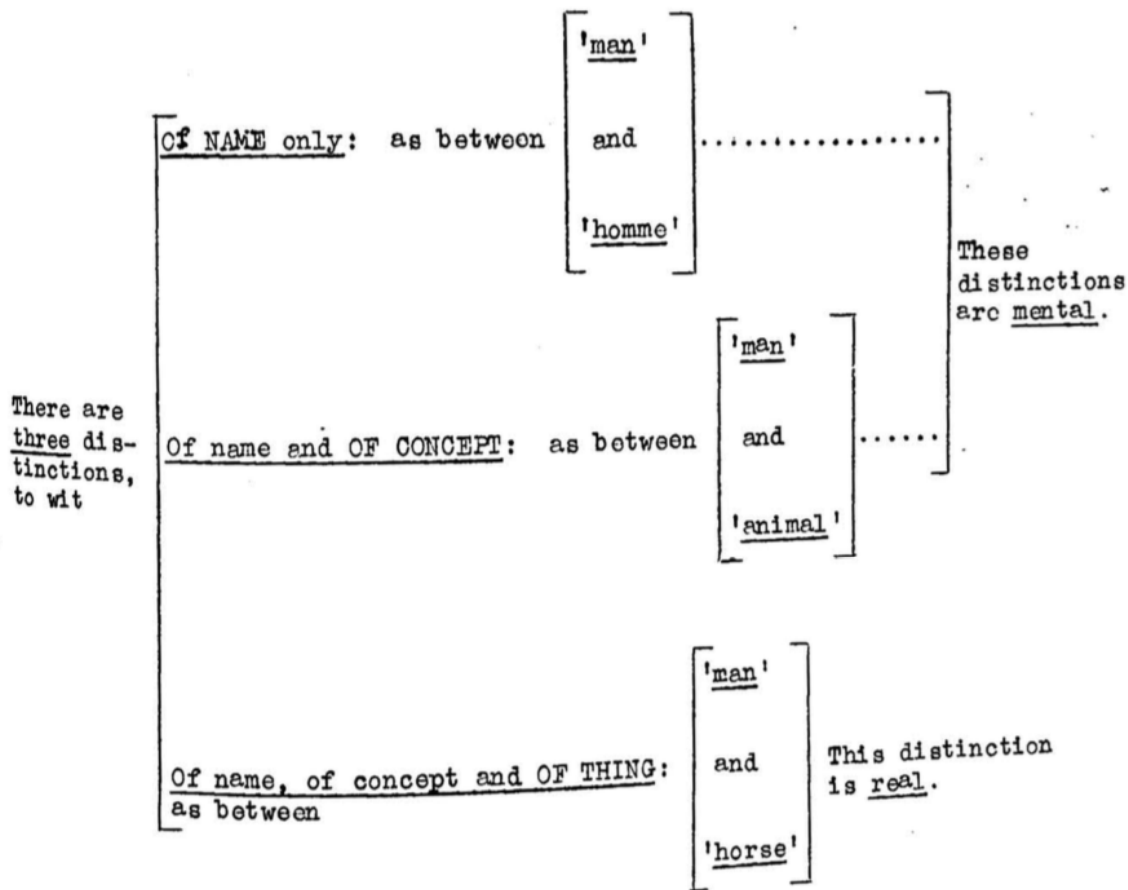 'man'
Of NAME only: as between and ...............
'homme'
These
distinctions
are mental.
'man'
There are
three dis-
tinctions,
to wit
Of name and OF CONCEPT: as between and ......
'animal'
'man'
Of name, of concept and OF THING:
as between
and
'horse'
This distinction
is real.